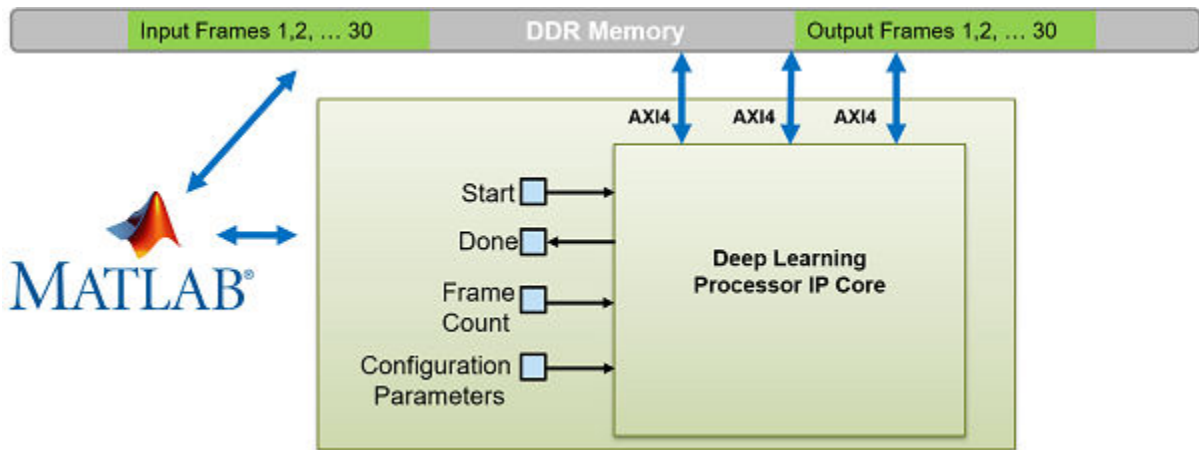 Input Frames 1,2, … 30
DDR Memory
Output Frames 1,2, … 30
AXI4
AXI4
AXI4
Start
Done
Frame
Count
Configuration
Parameters
Deep Learning
Processor IP Core
MATLAB®